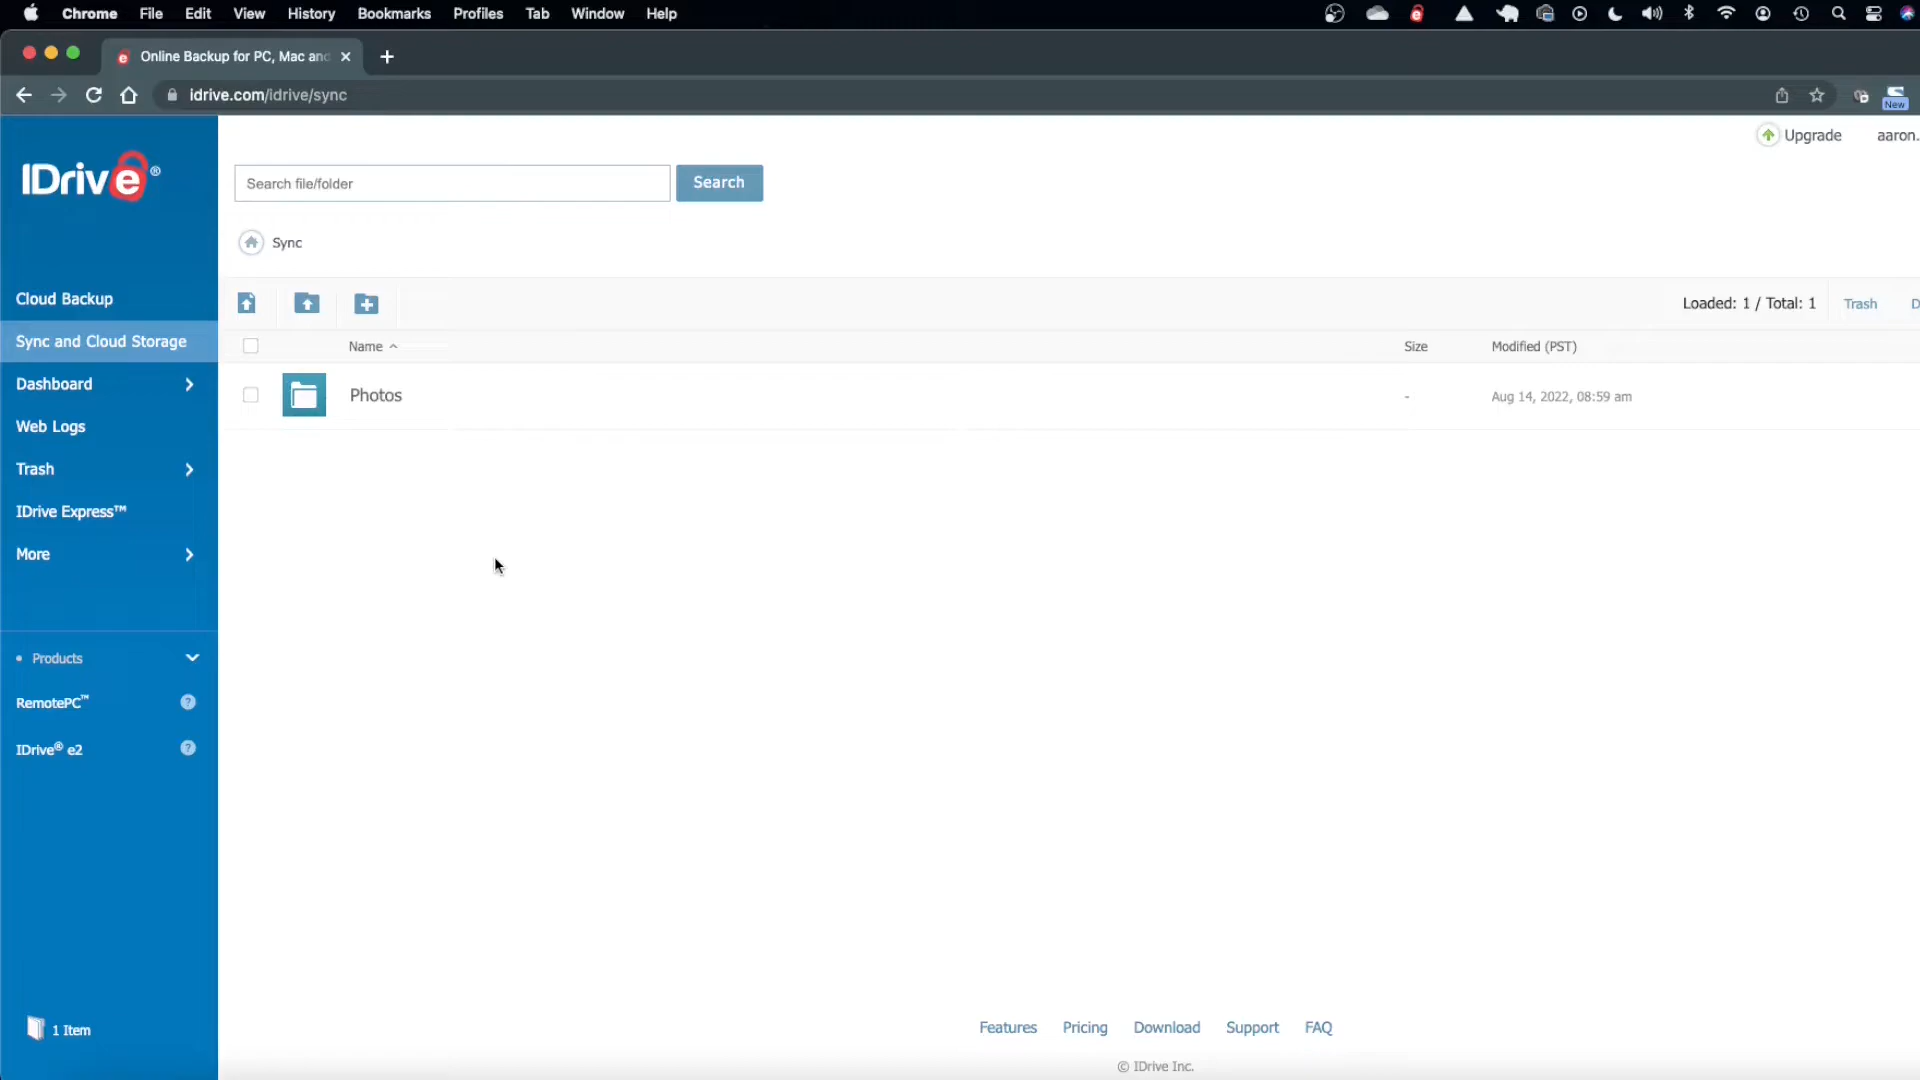 Chrome File Edit View History Bookmarks Profiles Tab Window Help
Online Backup for PC, Mac and
idrive.com/idrive/sync
New
Upgrade aaron.
IDrive®
Search file/folder Search
Sync
Cloud Backup
Sync and Cloud Storage
Dashboard
Web Logs
Trash
IDrive Express™
More
Products
RemotePC™ ?
IDrive® e2 ?
1 Item
Loaded: 1 / Total: 1 Trash D
Name Size Modified (PST)
Photos - Aug 14, 2022, 08:59 am
Features Pricing Download Support FAQ
© IDrive Inc.